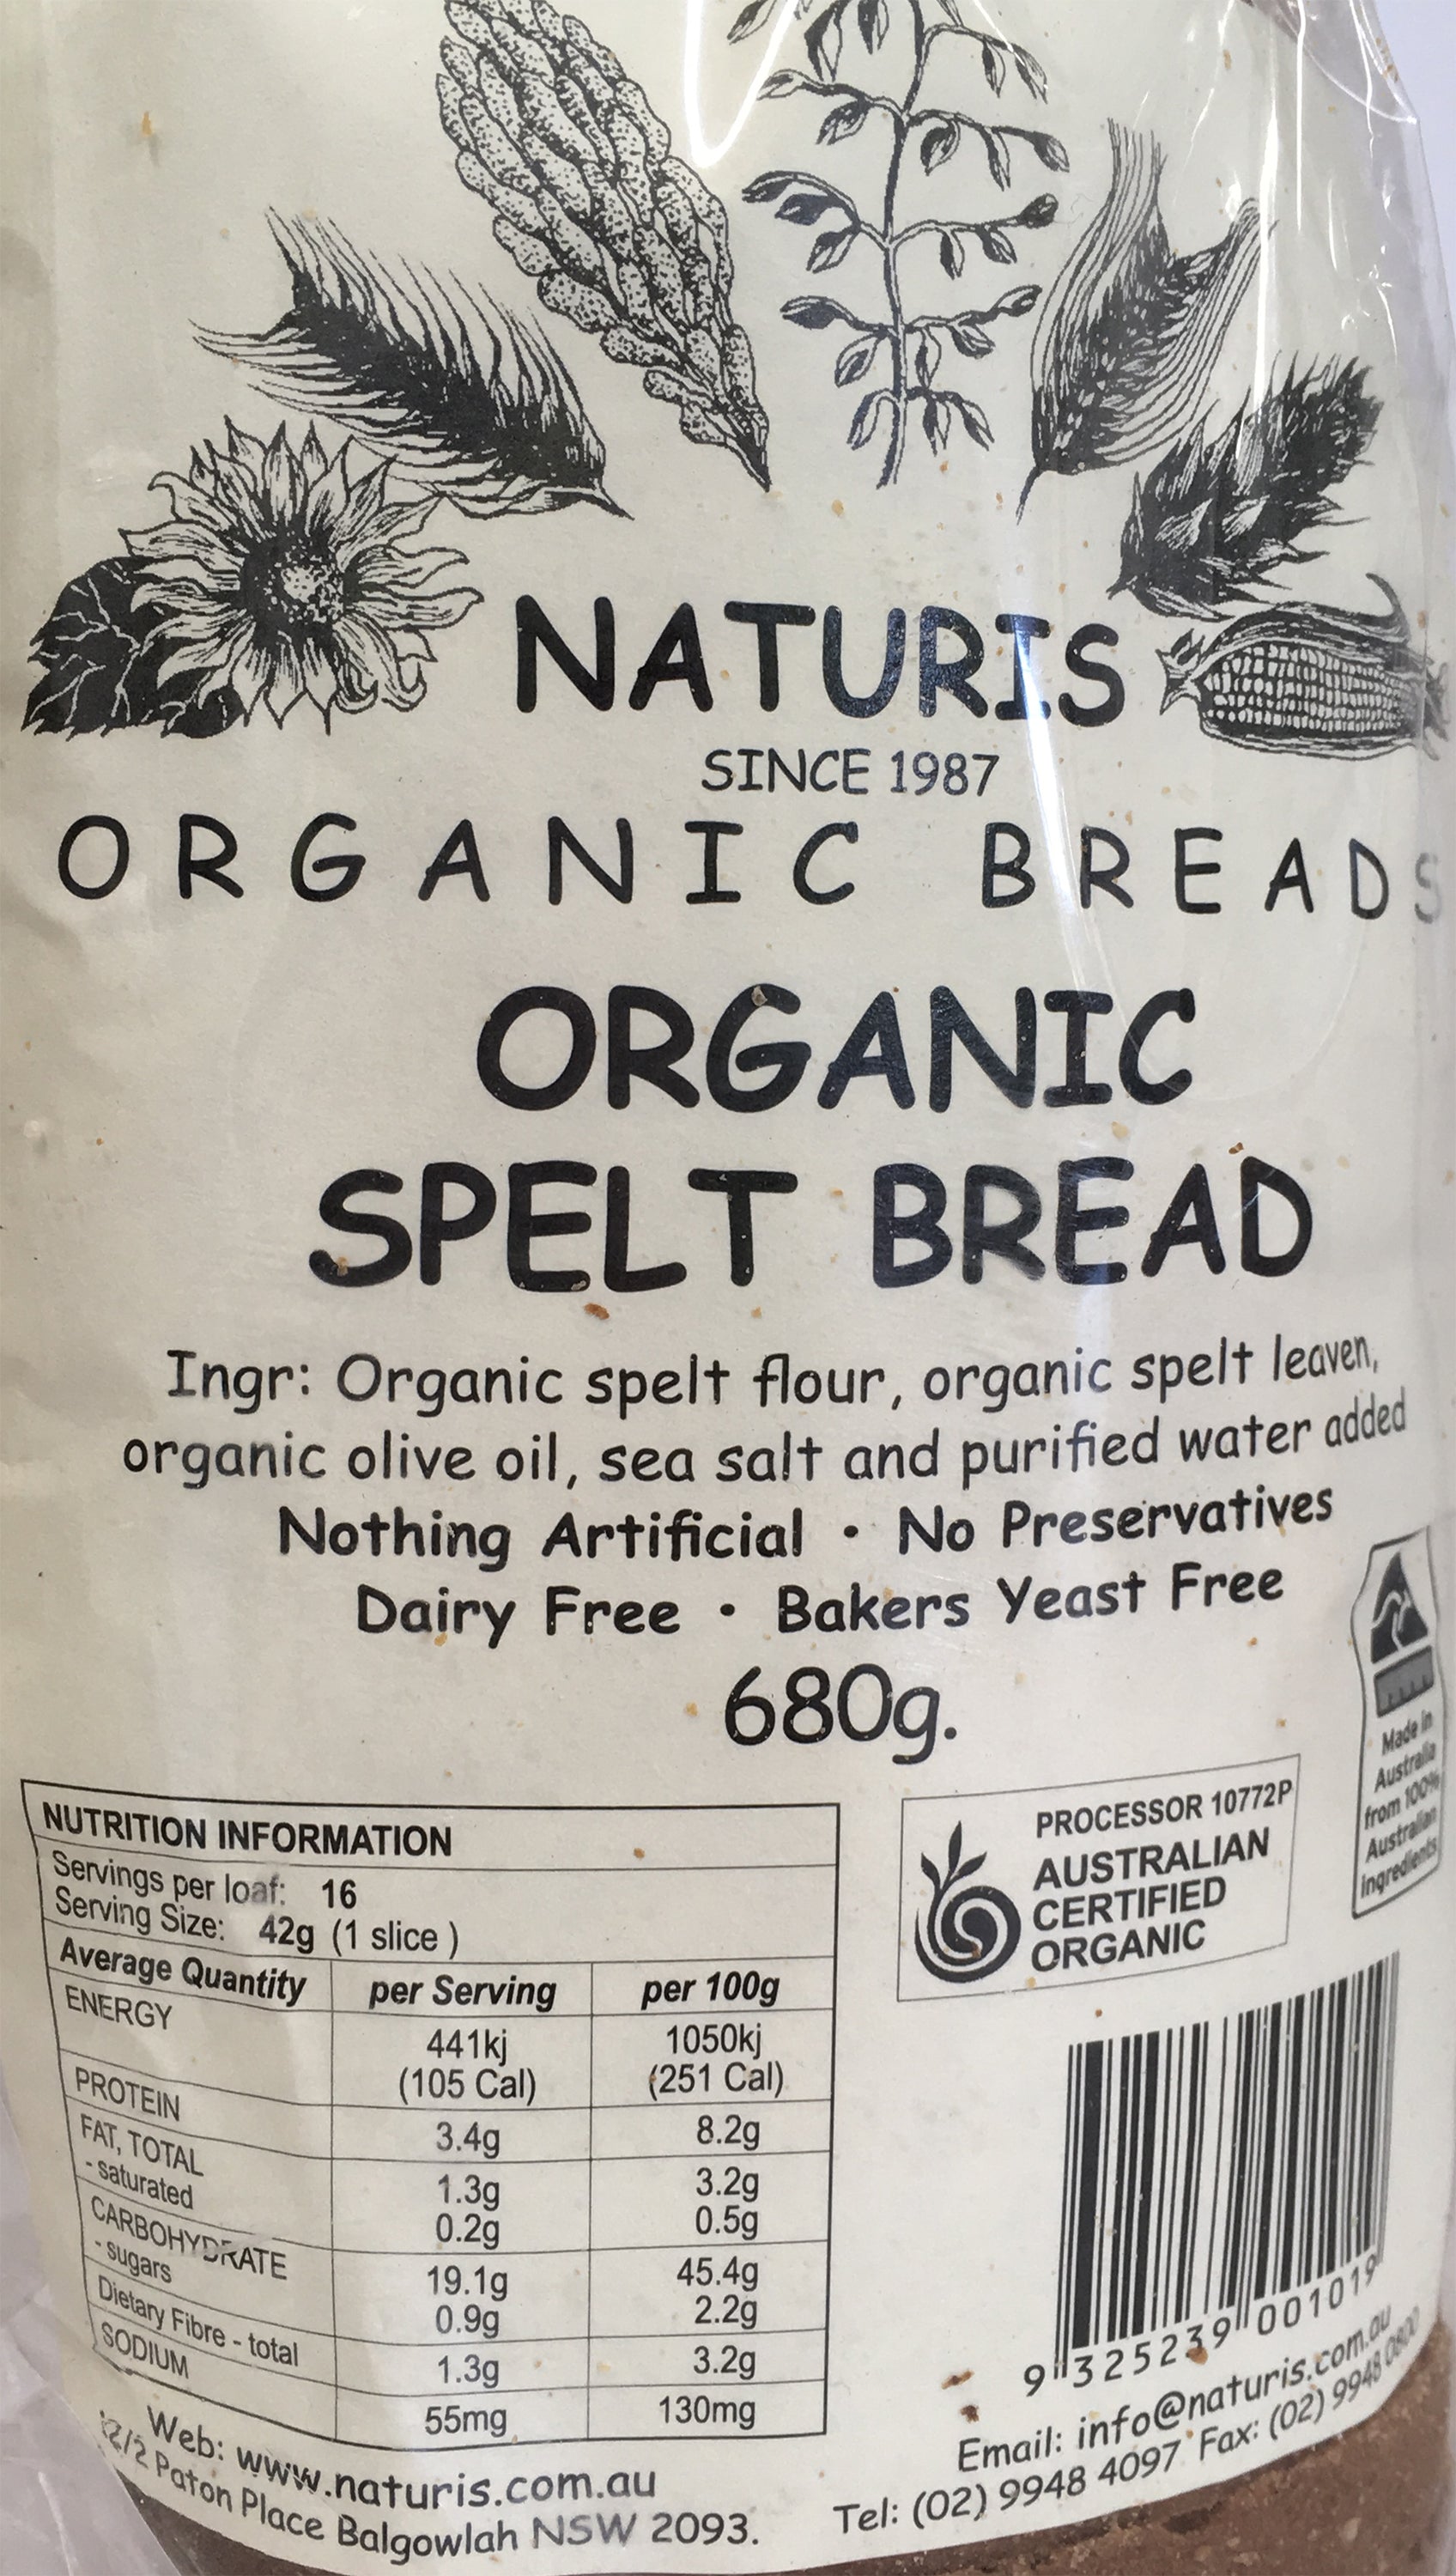 NATURIS
SINCE 1987
ORGANIC BREADS
ORGANIC
SPELT BREAD
Ingr: Organic spelt flour, organic spelt leaven,
organic olive oil, sea salt and purified water added
Nothing Artificial • No Preservatives
Dairy Free • Bakers Yeast Free
680g.
NUTRITION INFORMATION
Servings per loaf: 16
Serving Size: 42g (1 slice )
Average Quantity per Serving per 100g
ENERGY 441kj 1050kj
(105 Cal) (251 Cal)
PROTEIN 3.4g 8.2g
FAT, TOTAL 1.3g 3.2g
- saturated 0.2g 0.5g
CARBOHYDRATE 19.1g 45.4g
- sugars 0.9g 2.2g
Dietary Fibre - total 1.3g 3.2g
SODIUM 55mg 130mg
PROCESSOR 10772P
AUSTRALIAN
CERTIFIED
ORGANIC
Made in
Australia
from 100%
Australian
ingredients
9 325239 001019
Web: www.naturis.com.au
Paton Place Balgowlah NSW 2093.
Email: info@naturis.com.au
Tel: (02) 9948 4097 Fax: (02) 9948 0800